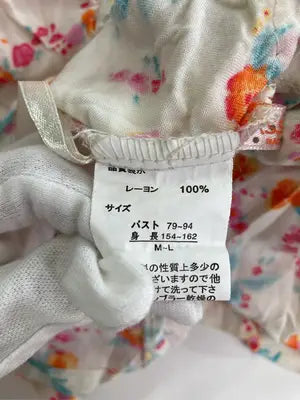 品質表示
レーヨン 100%
サイズ
バスト 79~94
身 長 154~162
M~L
の性質上多少の
ざいますので他
けて洗って下さ
ンブラー乾燥の